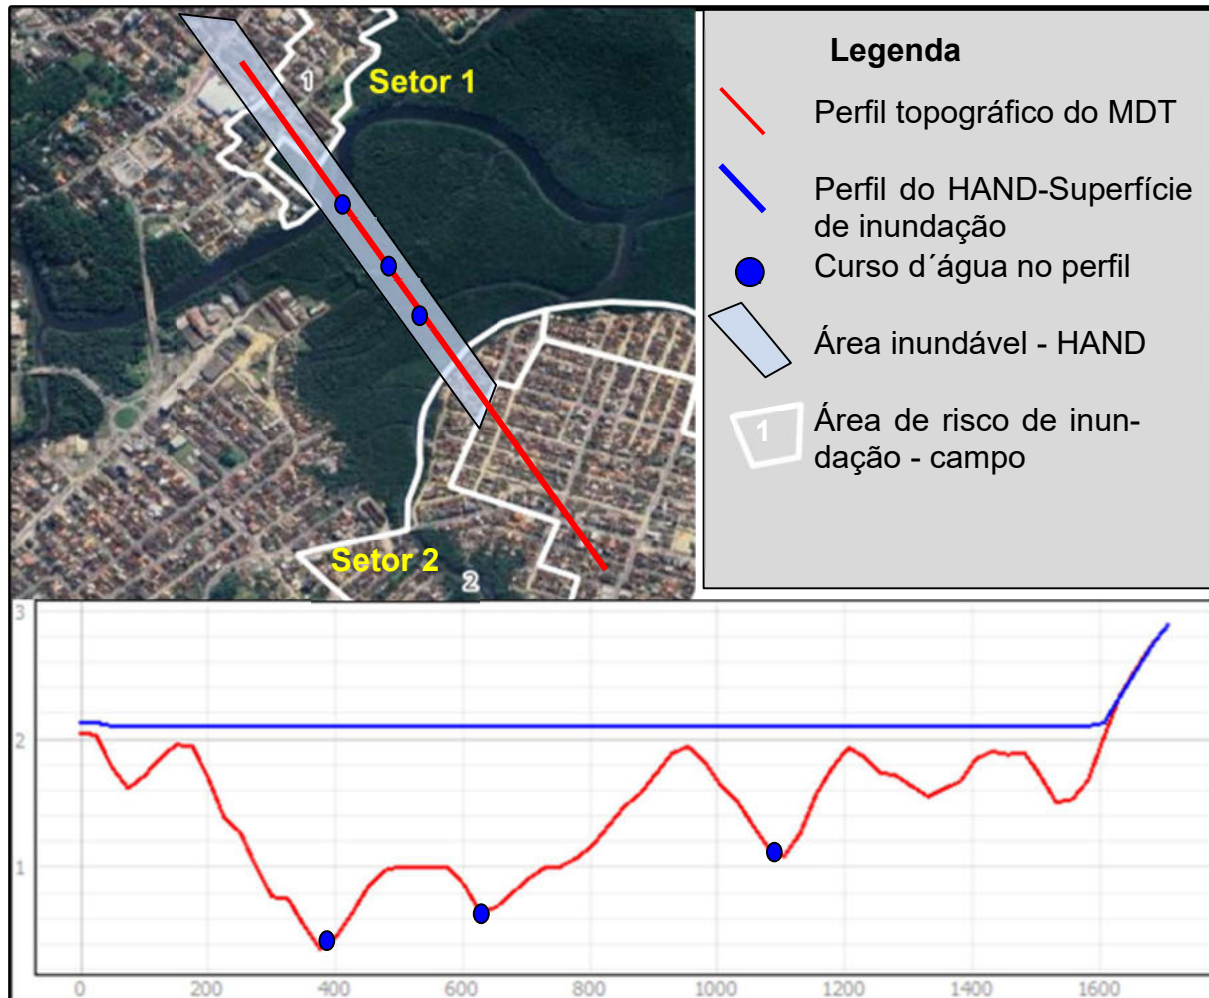 1
Setor 1
Setor 2
2
Legenda
Perfil topográfico do MDT
Perfil do HAND-Superfície
de inundação
Curso d´água no perfil
Área inundável - HAND
1
Área de risco de inun-
dação - campo
3
2
1
0 200 400 600 800 1000 1200 1400 1600